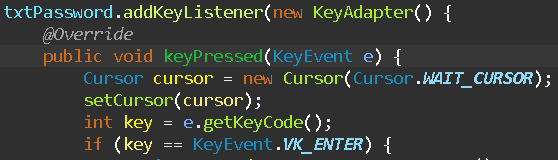 txtPassword.addKeyListener(new KeyAdapter() {
@Override
public void keyPressed(KeyEvent e) {
Cursor cursor = new Cursor(Cursor.WAIT_CURSOR);
setCursor(cursor);
int key = e.getKeyCode();
if (key == KeyEvent.VK_ENTER) {